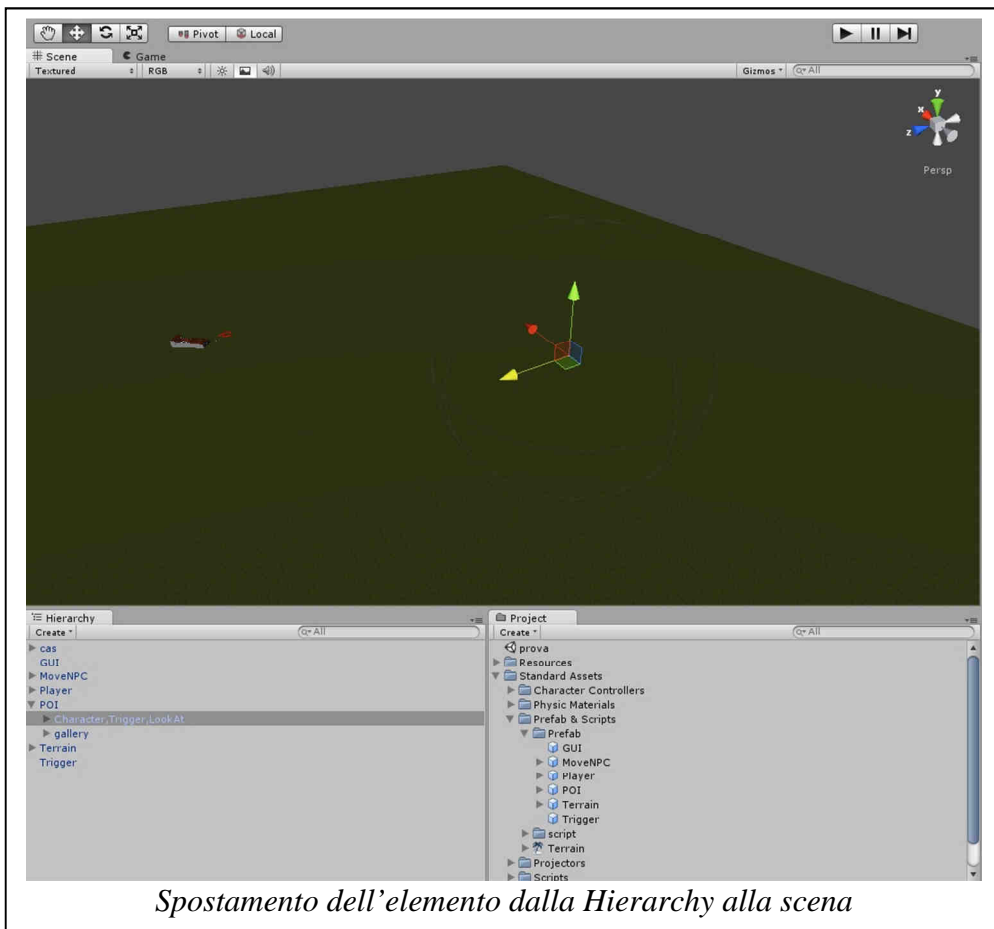 Pivot Local
Scene Game
Textured RGB Gizmos All
y
x
z
Persp
Hierarchy
Create All
cas
GUI
MoveNPC
Player
POI
Character,Trigger,LookAt
gallery
Terrain
Trigger
Project
Create All
prova
Resources
Standard Assets
Character Controllers
Physic Materials
Prefab & Scripts
Prefab
GUI
MoveNPC
Player
POI
Terrain
Trigger
script
Terrain
Projectors
Scripts
Spostamento dell'elemento dalla Hierarchy alla scena